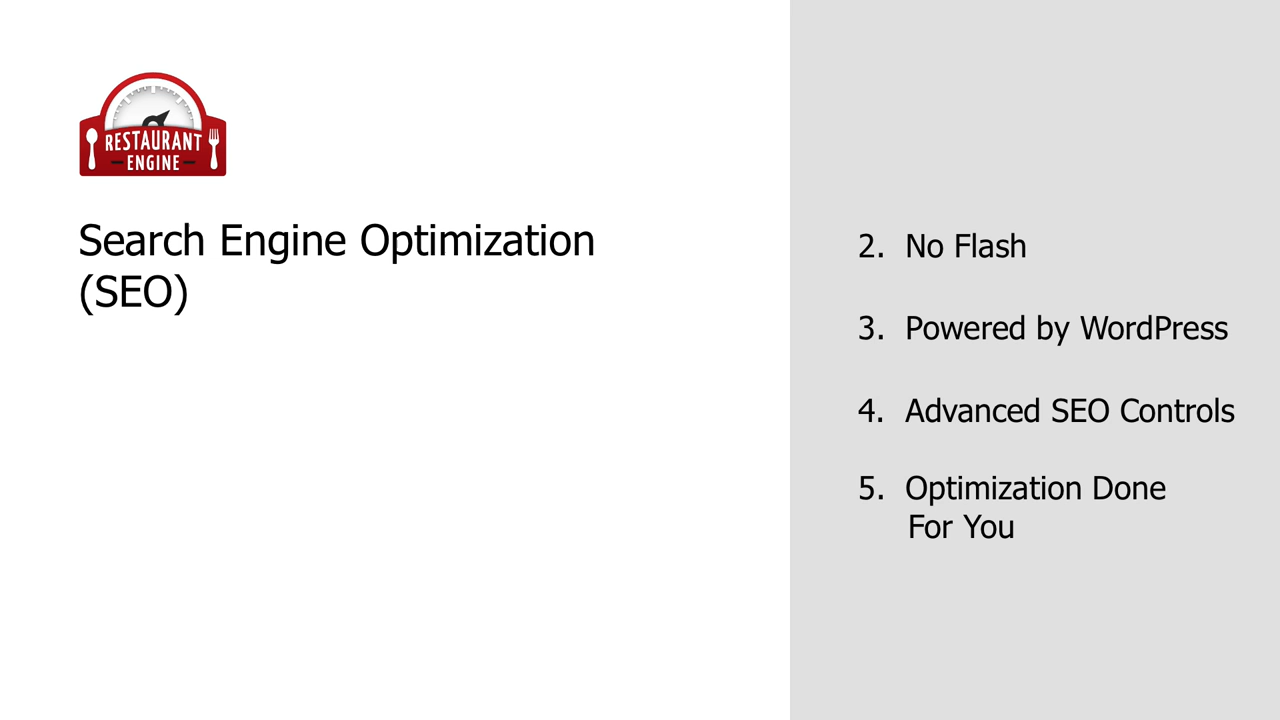 RESTAURANT
ENGINE
Search Engine Optimization
(SEO)
2. No Flash
3. Powered by WordPress
4. Advanced SEO Controls
5. Optimization Done
For You